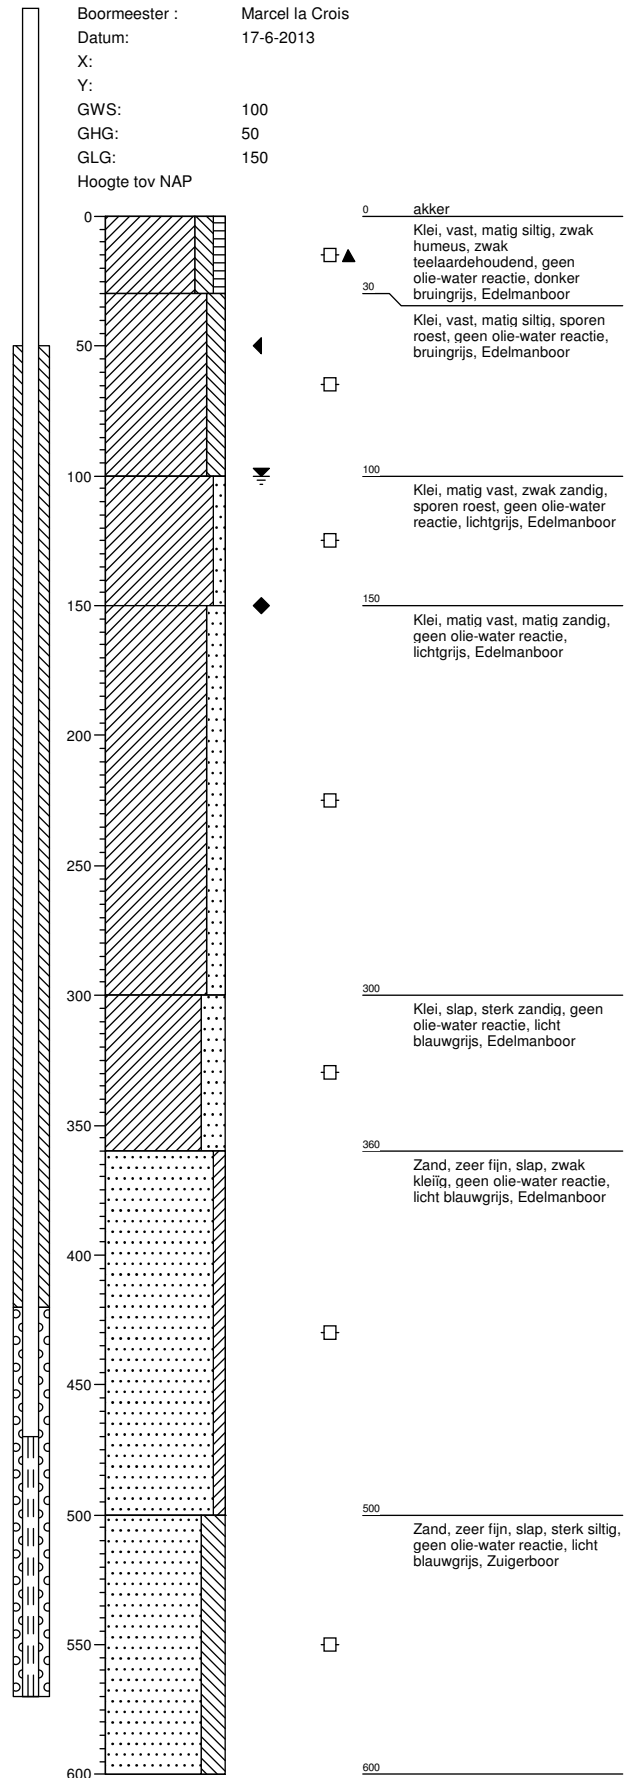 Boormeester : Marcel la Crois
Datum: 17-6-2013
X:
Y:
GWS: 100
GHG: 50
GLG: 150
Hoogte tov NAP
0
0 akker
Klei, vast, matig siltig, zwak
humeus, zwak
teelaardehoudend, geen
olie-water reactie, donker
bruingrijs, Edelmanboor
30
Klei, vast, matig siltig, sporen
roest, geen olie-water reactie,
bruingrijs, Edelmanboor
50
100
100
Klei, matig vast, zwak zandig,
sporen roest, geen olie-water
reactie, lichtgrijs, Edelmanboor
150
150
Klei, matig vast, matig zandig,
geen olie-water reactie,
lichtgrijs, Edelmanboor
200
250
300
300
Klei, slap, sterk zandig, geen
olie-water reactie, licht
blauwgrijs, Edelmanboor
350
360
Zand, zeer fijn, slap, zwak
kleiïg, geen olie-water reactie,
licht blauwgrijs, Edelmanboor
400
450
500
500
Zand, zeer fijn, slap, sterk siltig,
geen olie-water reactie, licht
blauwgrijs, Zuigerboor
550
600
600